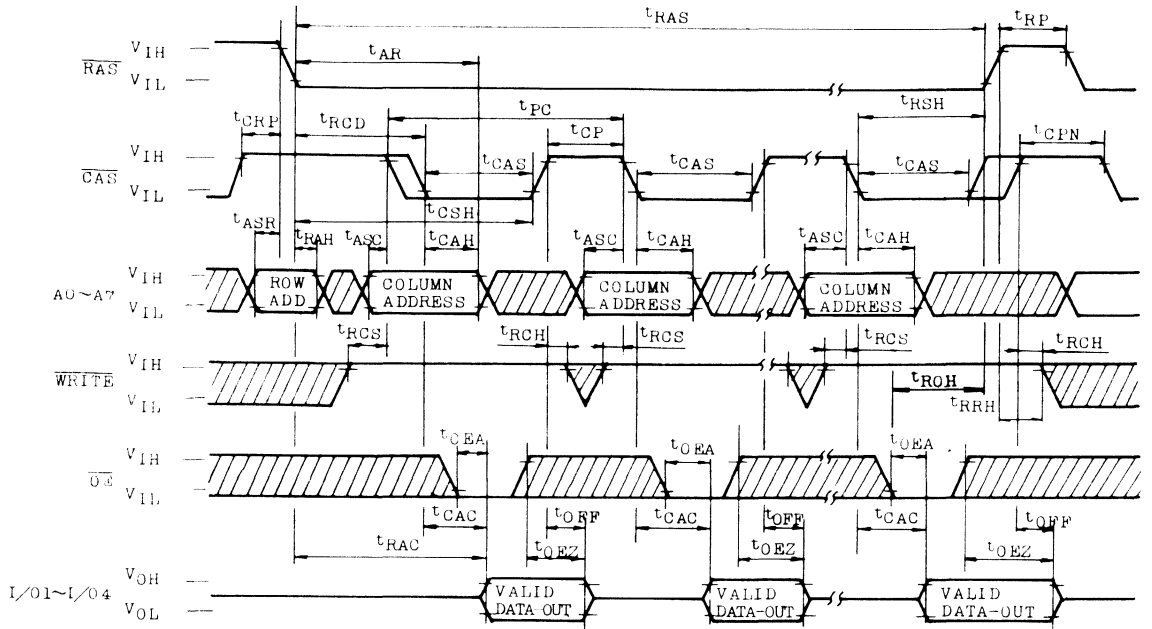 tRAS
tRP
VIH
tAR
RAS
VIL
tPC
tRSH
tCRP
tRCD
tCP
tCPN
VIH
tCAS
tCAS
tCAS
CAS
VIL
tCSH
tASR
tRAH
tASC
tCAH
tASC
tCAH
tASC
tCAH
VIH
ROW
ADD
COLUMN
ADDRESS
COLUMN
ADDRESS
COLUMN
ADDRESS
A0~A7
VIL
tRCS
tRCH
tRCS
tRCS
tRCH
VIH
WRITE
tROH
VIL
tRRH
tOEA
tOEA
tOEA
VIH
OE
VIL
tCAC
tOFF
tCAC
tOFF
tCAC
tOFF
tRAC
tOEZ
tOEZ
tOEZ
VOH
I/O1~I/O4
VALID
DATA-OUT
VALID
DATA-OUT
VALID
DATA-OUT
VOL